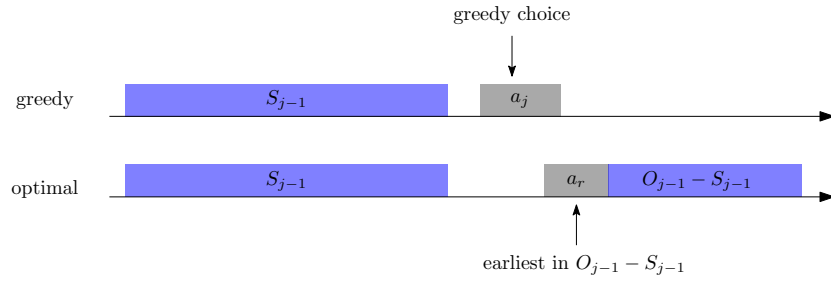 greedy choice
greedy
S_{j−1}
a_j
optimal
S_{j−1}
a_r
O_{j−1} − S_{j−1}
earliest in O_{j−1} − S_{j−1}